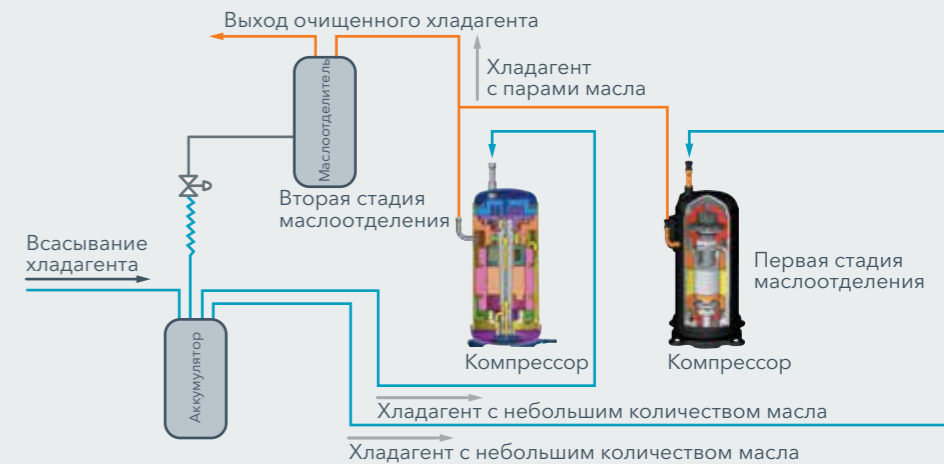 Выход очищенного хладагента
Хладагент
с парами масла
Маслоотделитель
Вторая стадия
маслоотделения
Всасывание
хладагента
Первая стадия
маслоотделения
Аккумулятор
Компрессор
Компрессор
Хладагент с небольшим количеством масла
Хладагент с небольшим количеством масла